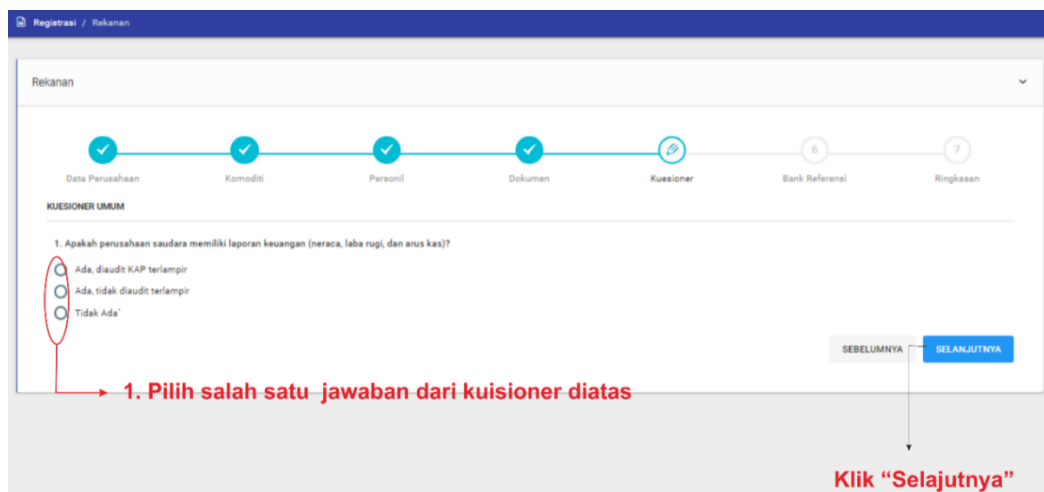 Registrasi / Rekanan
Rekanan
6
7
Data Perusahaan
Komoditi
Personil
Dokumen
Kuesioner
Bank Referensi
Ringkasan
KUESIONER UMUM
1. Apakah perusahaan saudara memiliki laporan keuangan (neraca, laba rugi, dan arus kas)?
Ada, diaudit KAP terlampir
Ada, tidak diaudit terlampir
Tidak Ada`
SEBELUMNYA
SELANJUTNYA
1. Pilih salah satu jawaban dari kuisioner diatas
Klik “Selajutnya”